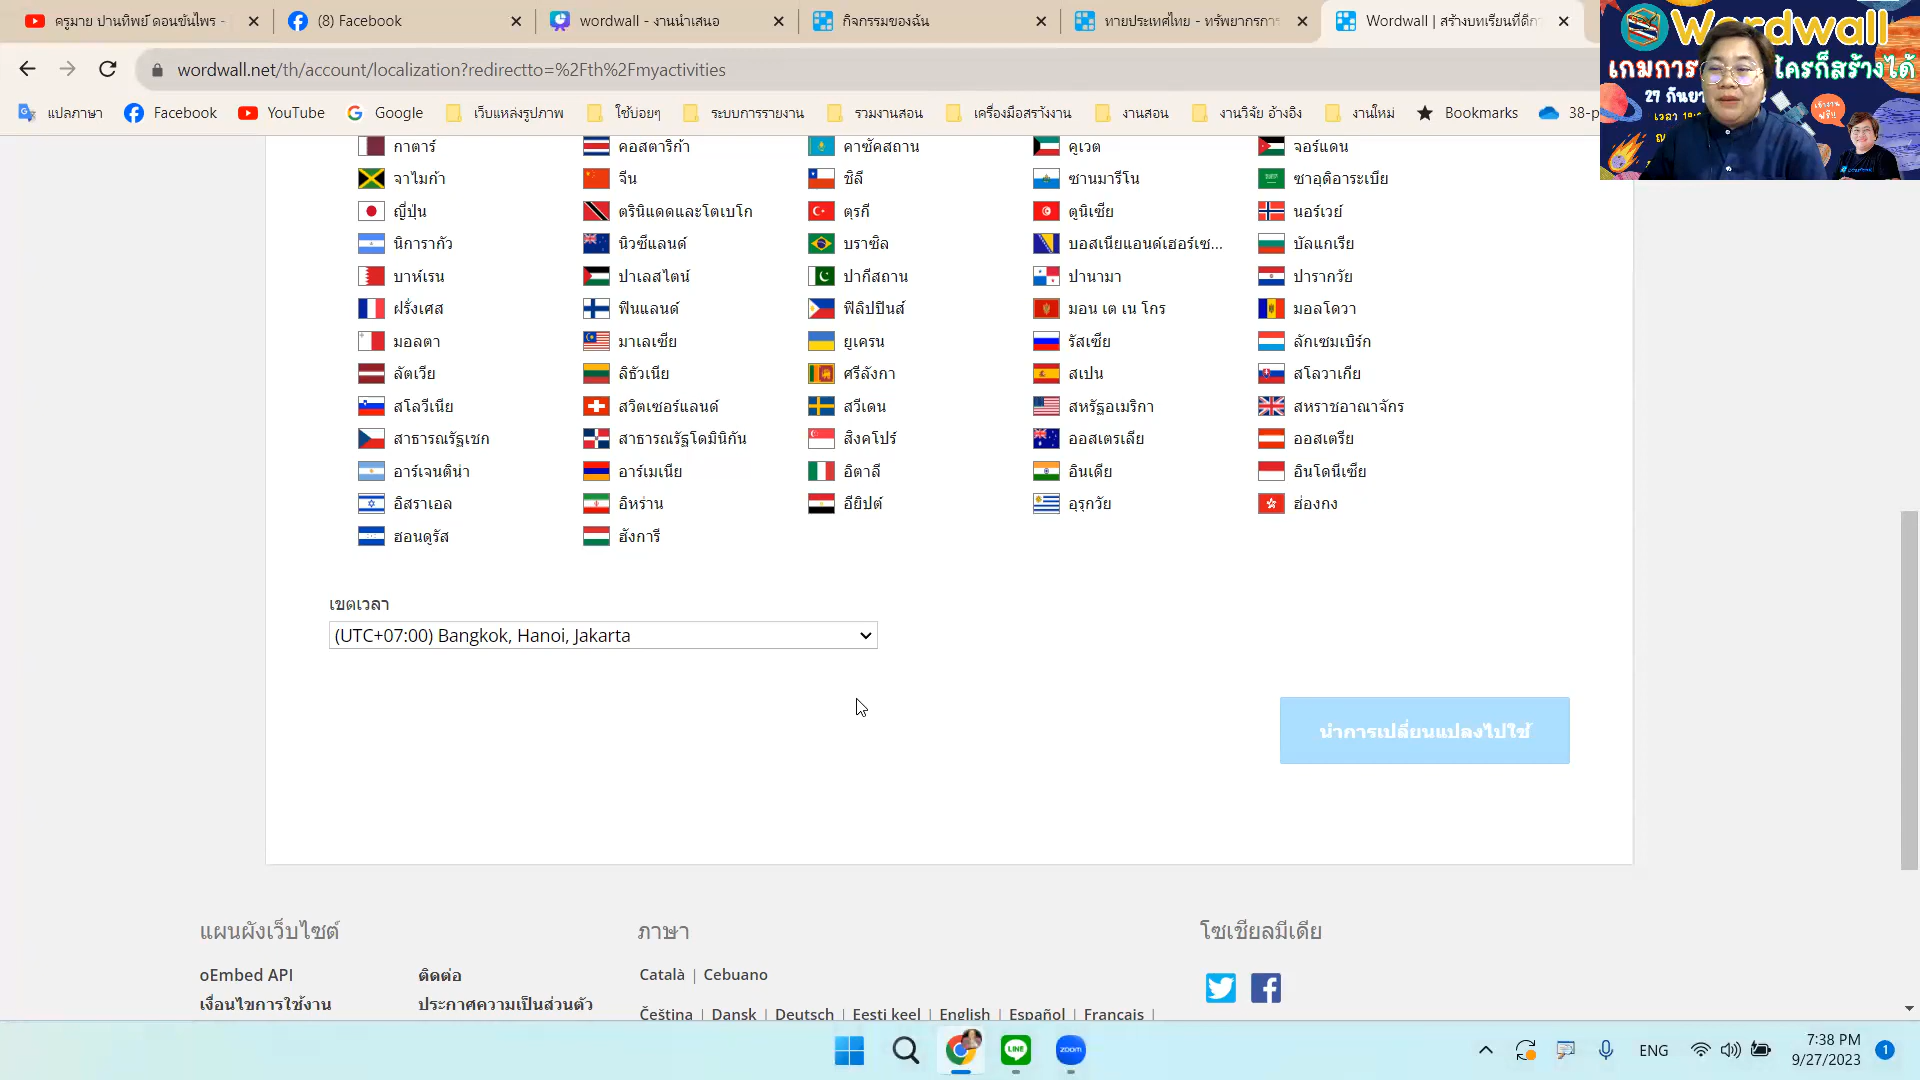 ครูมาย ปานทิพย์ ดอนขันไพร -
(8) Facebook
wordwall - งานนำเสนอ
กิจกรรมของฉัน
ทายประเทศไทย - ทรัพยากรการ
Wordwall | สร้างบทเรียนที่ดีก
wordwall.net/th/account/localization?redirectto=%2Fth%2Fmyactivities
แปลภาษา Facebook YouTube Google เว็บแหล่งรูปภาพ ใช้บ่อยๆ ระบบการรายงาน รวมงานสอน เครื่องมือสร้างงาน งานสอน งานวิจัย อ้างอิง งานใหม่ Bookmarks 38-p
Wordwall
เกมการ ใครก็สร้างได้
27 กันยา
เข้างาน
ฟรี!!
กาตาร์ คอสตาริก้า คาซัคสถาน คูเวต จอร์แดน
จาไมก้า จีน ชิลี ซานมารีโน ซาอุดิอาระเบีย
ญี่ปุ่น ตรินิแดดและโตเบโก ตุรกี ตูนิเซีย นอร์เวย์
นิการากัว นิวซีแลนด์ บราซิล บอสเนียแอนด์เฮอร์เซ... บัลแกเรีย
บาห์เรน ปาเลสไตน์ ปากีสถาน ปานามา ปารากวัย
ฝรั่งเศส ฟินแลนด์ ฟิลิปปินส์ มอน เต เน โกร มอลโดวา
มอลตา มาเลเซีย ยูเครน รัสเซีย ลักเซมเบิร์ก
ลัตเวีย ลิธัวเนีย ศรีลังกา สเปน สโลวาเกีย
สโลวีเนีย สวิตเซอร์แลนด์ สวีเดน สหรัฐอเมริกา สหราชอาณาจักร
สาธารณรัฐเชก สาธารณรัฐโดมินิกัน สิงคโปร์ ออสเตรเลีย ออสเตรีย
อาร์เจนติน่า อาร์เมเนีย อิตาลี อินเดีย อินโดนีเซีย
อิสราเอล อิหร่าน อียิปต์ อุรุกวัย ฮ่องกง
ฮอนดูรัส ฮังการี
เขตเวลา
(UTC+07:00) Bangkok, Hanoi, Jakarta
นำการเปลี่ยนแปลงไปใช้
แผนผังเว็บไซต์ ภาษา โซเชียลมีเดีย
oEmbed API ติดต่อ Català | Cebuano
เงื่อนไขการใช้งาน ประกาศความเป็นส่วนตัว Čeština | Dansk | Deutsch | Eesti keel | English | Español | Français |
LINE zoom ENG 7:38 PM
9/27/2023 1